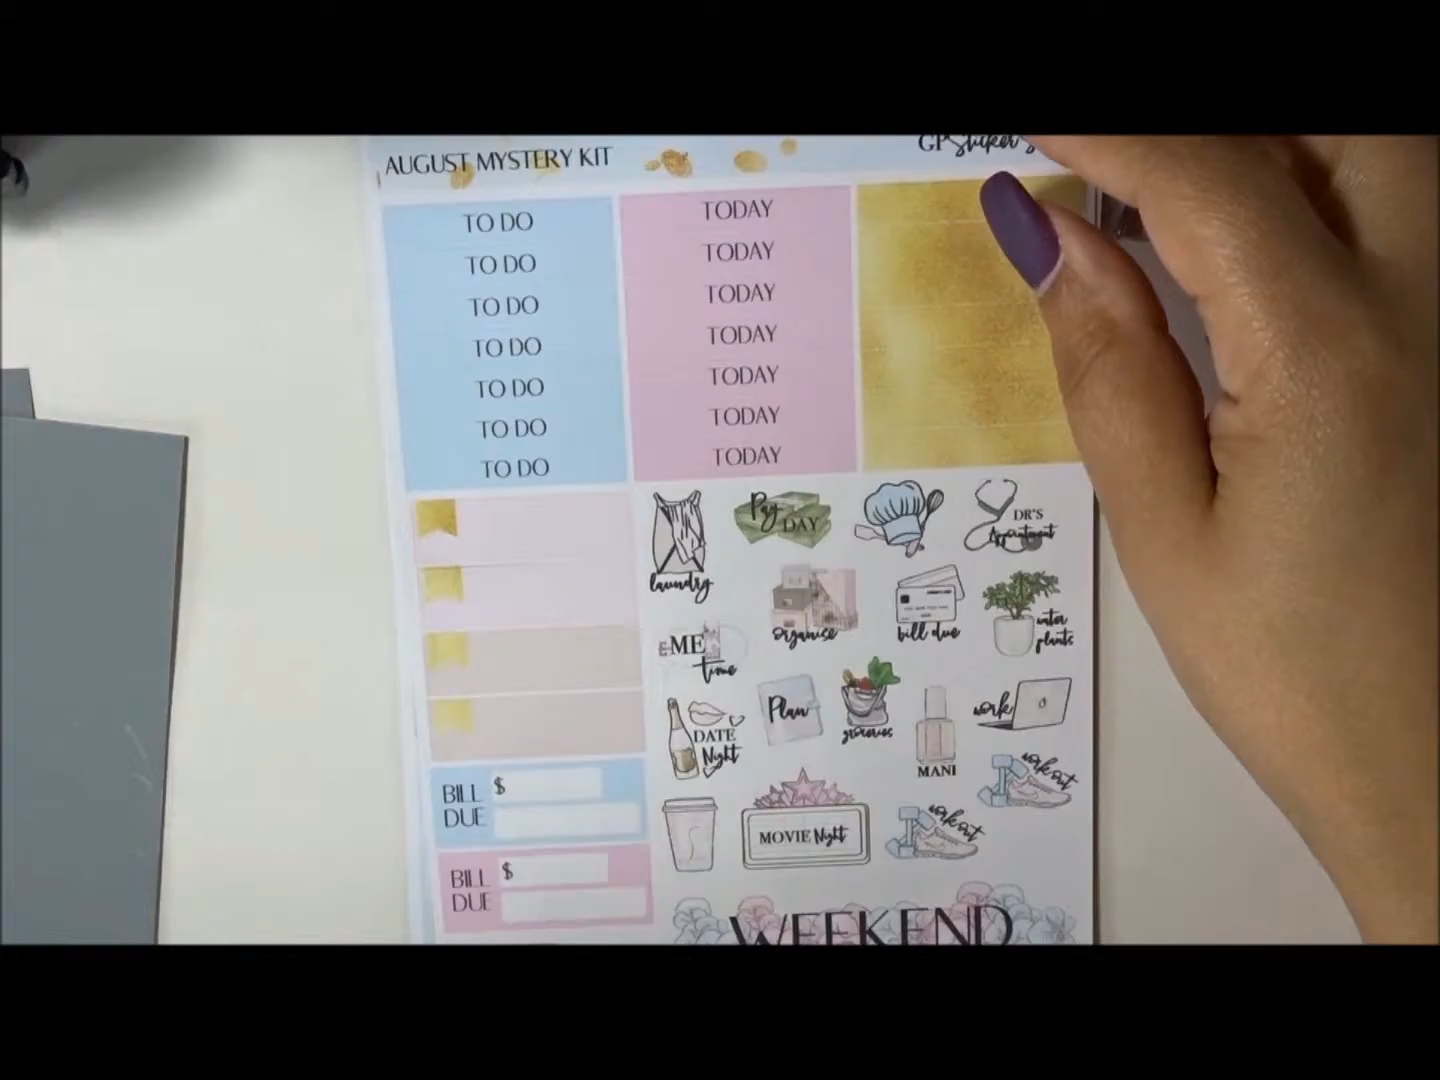 AUGUST MYSTERY KIT
GPStickers
TO DO
TO DO
TO DO
TO DO
TO DO
TO DO
TO DO
TODAY
TODAY
TODAY
TODAY
TODAY
TODAY
TODAY
laundry
Pay
DAY
DR'S
Appointment
organise
bill due
water
plants
ME
time
DATE
Night
Plan
groceries
MANI
work
work out
MOVIE Night
work out
BILL
DUE
$
BILL
DUE
$
WEEKEND